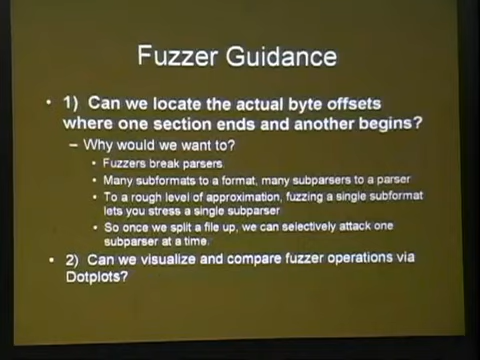 Fuzzer Guidance
• 1) Can we locate the actual byte offsets
where one section ends and another begins?
– Why would we want to?
• Fuzzers break parsers
• Many subformats to a format, many subparsers to a parser
• To a rough level of approximation, fuzzing a single subformat
lets you stress a single subparser
• So once we split a file up, we can selectively attack one
subparser at a time.
• 2) Can we visualize and compare fuzzer operations via
Dotplots?